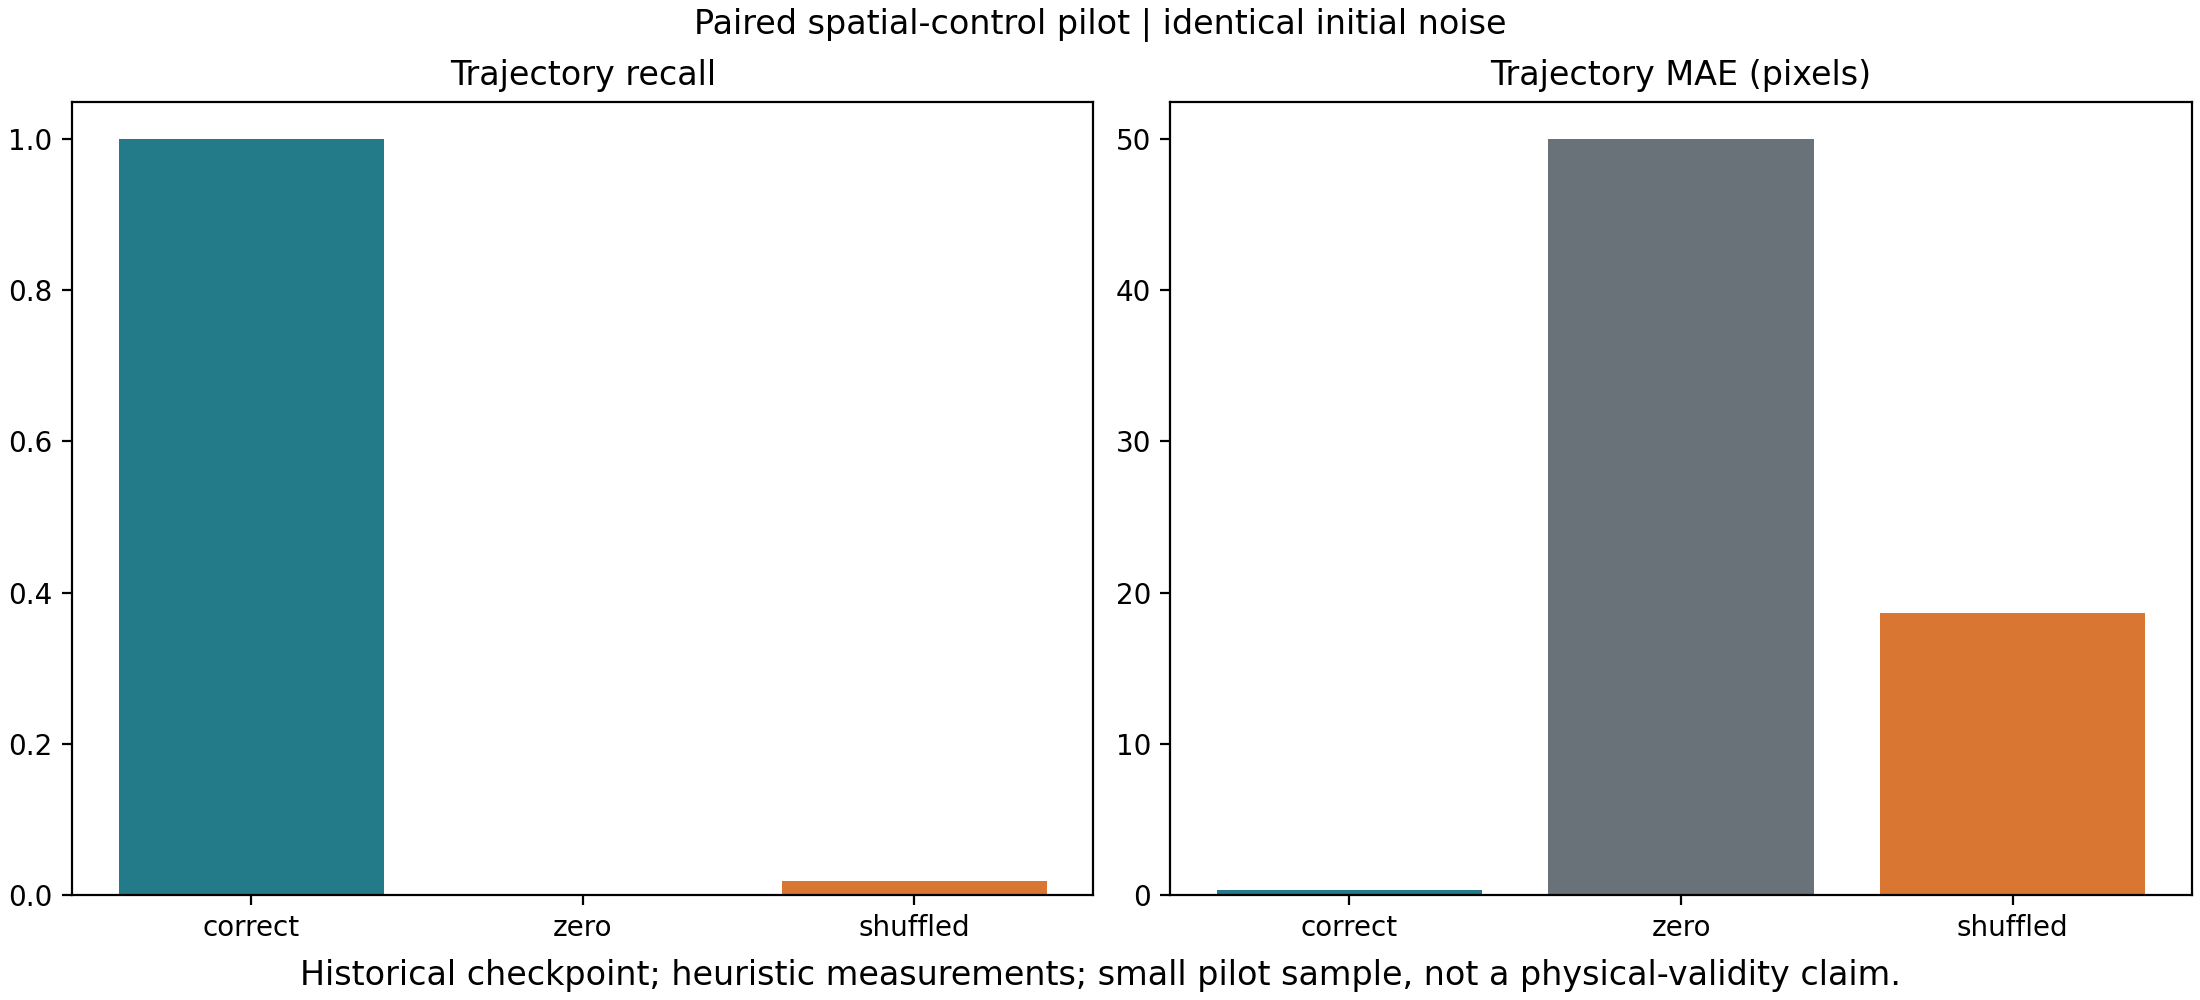 Paired spatial-control pilot | identical initial noise
Trajectory recall
1.0
0.8
0.6
0.4
0.2
0.0
correct zero shuffled
Trajectory MAE (pixels)
50
40
30
20
10
0
correct zero shuffled
Historical checkpoint; heuristic measurements; small pilot sample, not a physical-validity claim.